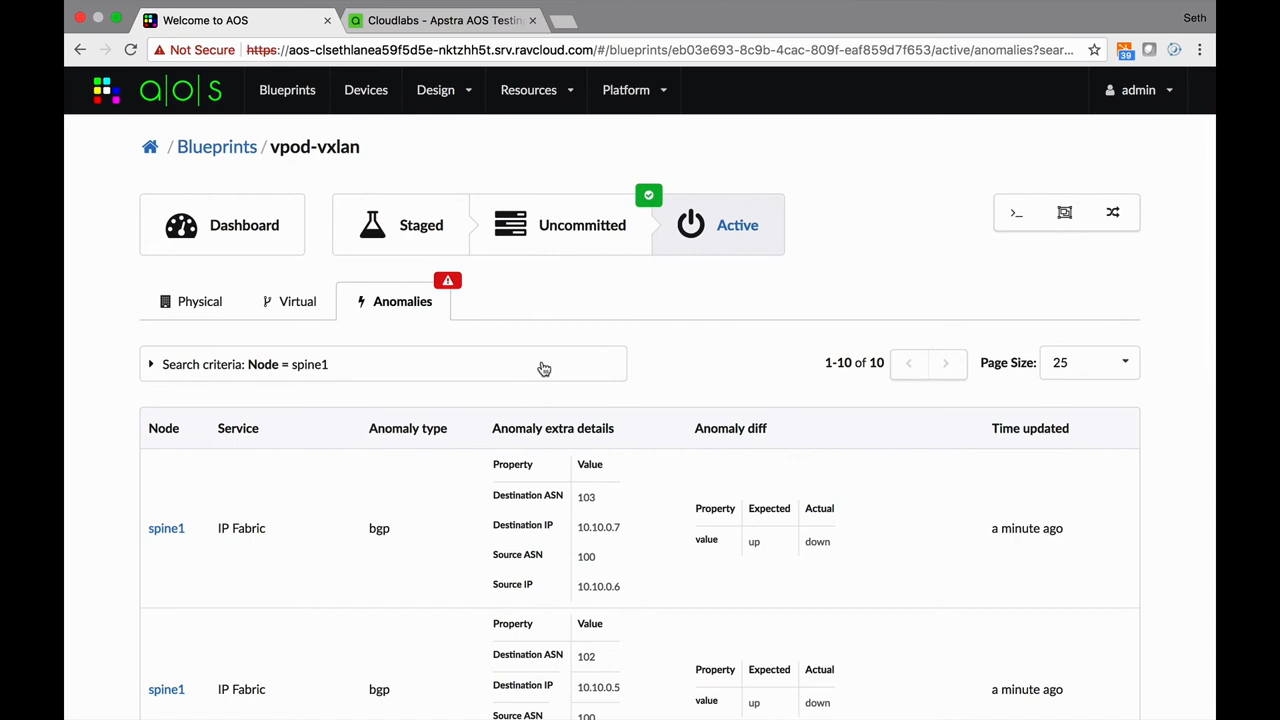 Welcome to AOS
Cloudlabs - Apstra AOS Testin
Seth
Not Secure https://aos-clsethlanea59f5d5e-nktzhh5t.srv.ravcloud.com/#/blueprints/eb03e693-8c9b-4cac-809f-eaf859d7f653/active/anomalies?sear...
39
a|o|s Blueprints Devices Design Resources Platform admin
/ Blueprints / vpod-vxlan
Dashboard Staged Uncommitted Active
>_
Physical Virtual Anomalies
Search criteria: Node = spine1
1-10 of 10
Page Size: 25
Node Service Anomaly type Anomaly extra details Anomaly diff Time updated
Property Value
Destination ASN 103
Destination IP 10.10.0.7
Source ASN 100
Source IP 10.10.0.6
spine1 IP Fabric bgp
Property Expected Actual
value up down
a minute ago
Property Value
Destination ASN 102
Destination IP 10.10.0.5
Source ASN 100
spine1 IP Fabric bgp
Property Expected Actual
value up down
a minute ago